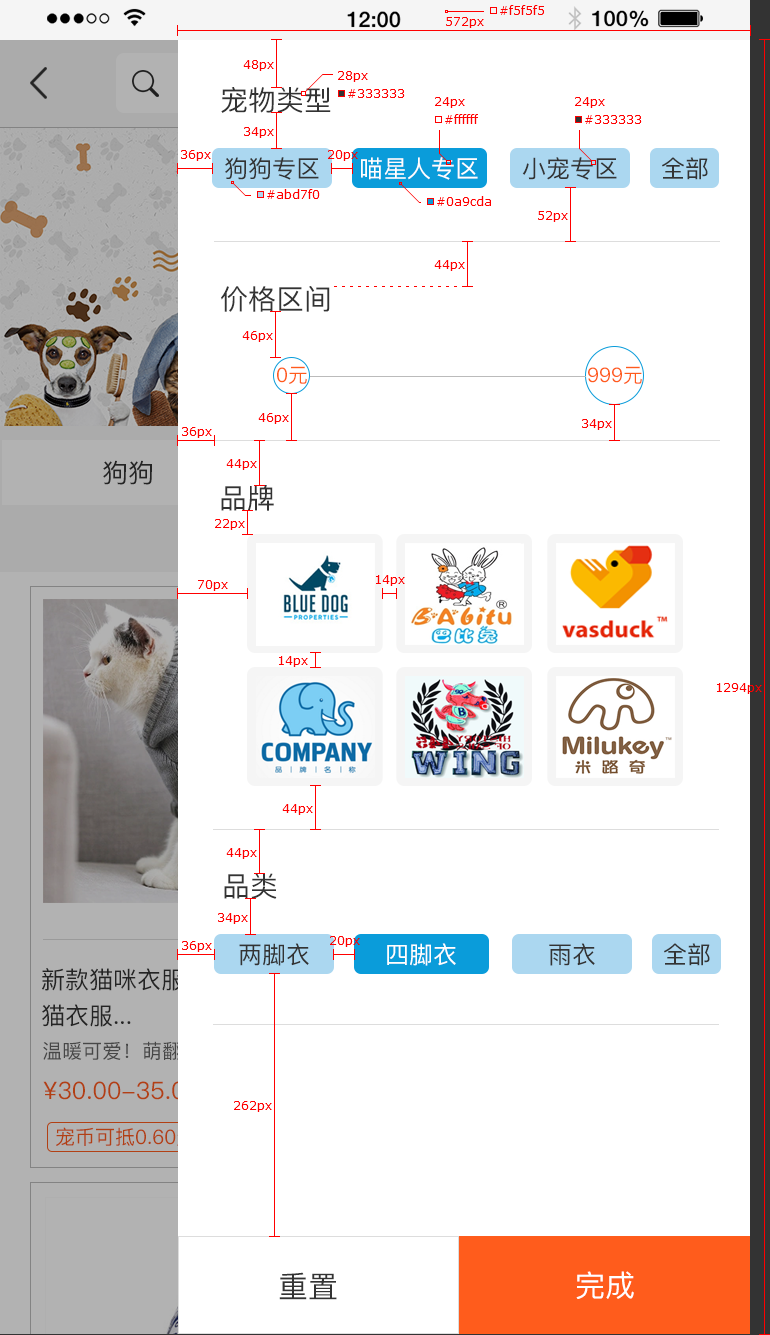 12:00
100%
#f5f5f5
572px
48px
28px
#333333
宠物类型
24px
#ffffff
24px
#333333
34px
36px
20px
狗狗专区
喵星人专区
小宠专区
全部
#abd7f0
#0a9cda
52px
44px
价格区间
46px
0元
999元
46px
34px
36px
44px
狗狗
品牌
22px
70px
14px
BLUE DOG
PROPERTIES
BABitu
®
巴比兔
vasduck™
14px
1294px
COMPANY
品 | 牌 | 名 | 称
WING
Milukey™
米路奇
44px
44px
品类
34px
36px
20px
两脚衣
四脚衣
雨衣
全部
新款猫咪衣服
猫衣服...
温暖可爱！萌翻
¥30.00-35.0
宠币可抵0.60
262px
重置
完成